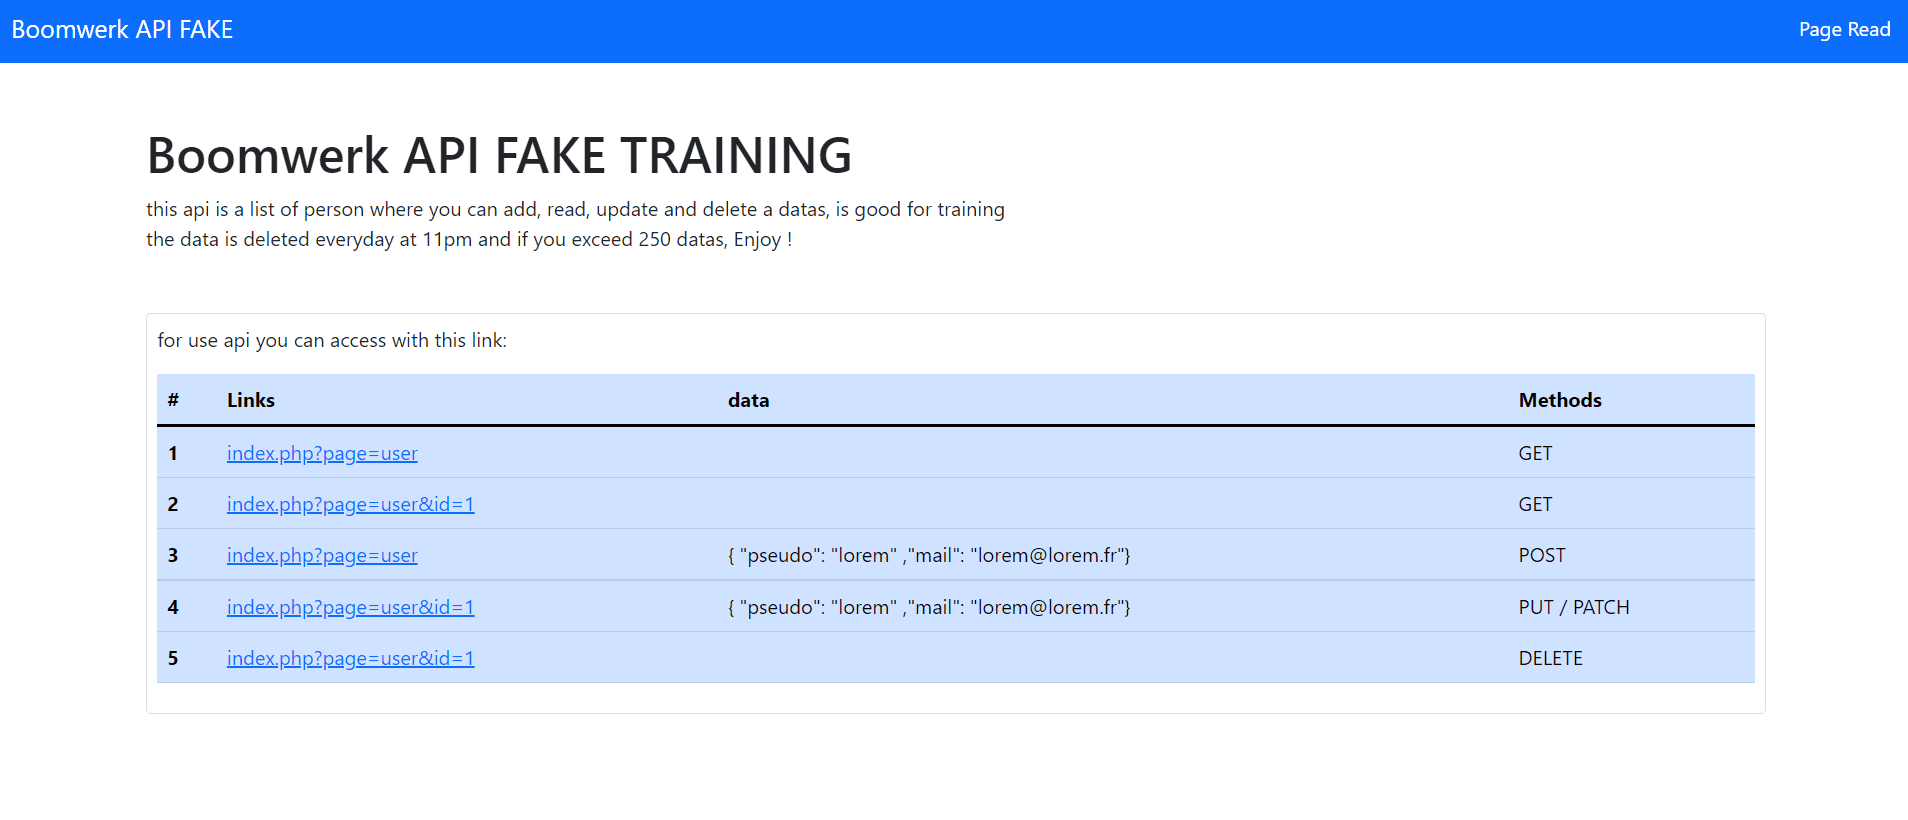 Boomwerk API FAKE
Page Read
Boomwerk API FAKE TRAINING
this api is a list of person where you can add, read, update and delete a datas, is good for training
the data is deleted everyday at 11pm and if you exceed 250 datas, Enjoy !
for use api you can access with this link:
# Links data Methods
1 index.php?page=user GET
2 index.php?page=user&id=1 GET
3 index.php?page=user { "pseudo": "lorem" ,"mail": "lorem@lorem.fr"} POST
4 index.php?page=user&id=1 { "pseudo": "lorem" ,"mail": "lorem@lorem.fr"} PUT / PATCH
5 index.php?page=user&id=1 DELETE